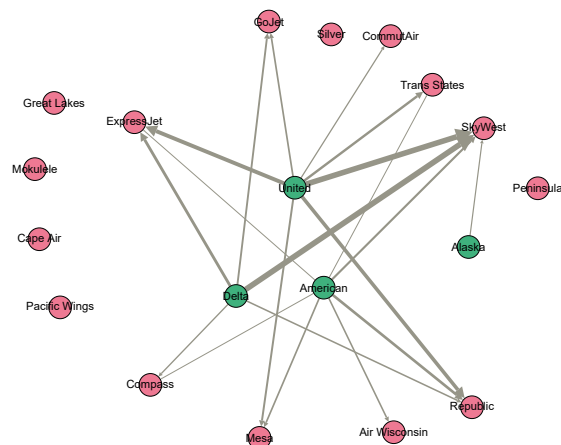 GoJet
Silver
CommutAir
Trans States
Great Lakes
ExpressJet
SkyWest
Mokulele
United
Peninsula
Cape Air
Alaska
Delta
American
Pacific Wings
Compass
Republic
Mesa
Air Wisconsin